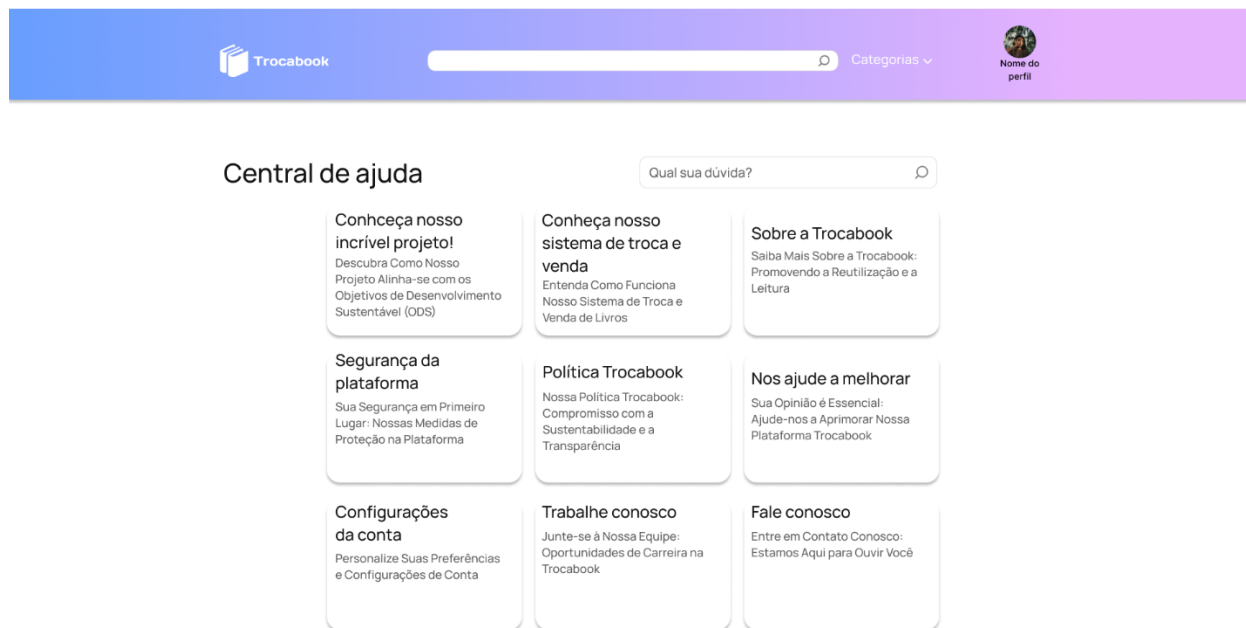 Trocabook
Categorias
Nome do
perfil
Central de ajuda
Qual sua dúvida?
Conhceça nosso
incrível projeto!
Descubra Como Nosso
Projeto Alinha-se com os
Objetivos de Desenvolvimento
Sustentável (ODS)
Conheça nosso
sistema de troca e
venda
Entenda Como Funciona
Nosso Sistema de Troca e
Venda de Livros
Sobre a Trocabook
Saiba Mais Sobre a Trocabook:
Promovendo a Reutilização e a
Leitura
Segurança da
plataforma
Sua Segurança em Primeiro
Lugar: Nossas Medidas de
Proteção na Plataforma
Política Trocabook
Nossa Política Trocabook:
Compromisso com a
Sustentabilidade e a
Transparência
Nos ajude a melhorar
Sua Opinião é Essencial:
Ajude-nos a Aprimorar Nossa
Plataforma Trocabook
Configurações
da conta
Personalize Suas Preferências
e Configurações de Conta
Trabalhe conosco
Junte-se à Nossa Equipe:
Oportunidades de Carreira na
Trocabook
Fale conosco
Entre em Contato Conosco:
Estamos Aqui para Ouvir Você